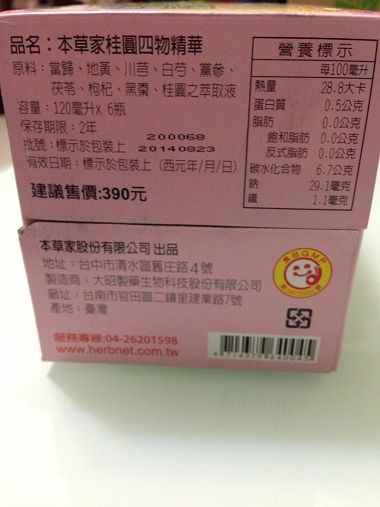 品名：本草家桂圓四物精華
原料：當歸、地黃、川芎、白芍、黨參、
茯苓、枸杞、黑棗、桂圓之萃取液
容量：120毫升x 6瓶
保存期限：2年
批號：標示於包裝上 200068
有效日期：標示於包裝上（西元年/月/日） 20140823
建議售價:390元
營養標示
每100毫升
熱量 28.8大卡
蛋白質 0.5公克
脂肪 0.0公克
飽和脂肪 0.0公克
反式脂肪 0.0公克
碳水化合物 6.7公克
鈉 29.1毫克
鐵 1.1毫克
本草家股份有限公司 出品
地址：台中市清水區舊庄路4號
製造商：大昭製藥生物科技股份有限公司
廠址：台南市官田區二鎮里建業路7號
產地：臺灣
服務專線:04-26201598
www.herbnet.com.tw
食品GMP